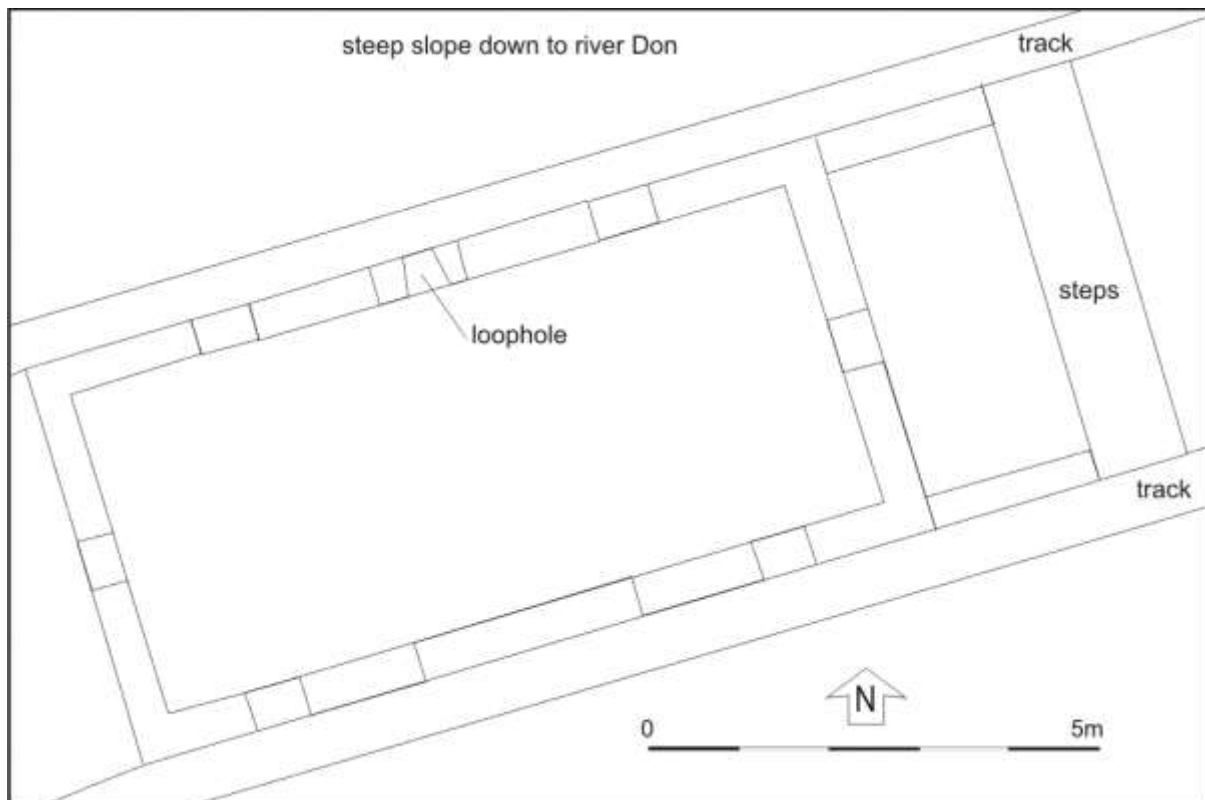 steep slope down to river Don
track
steps
loophole
track
N
0 5m